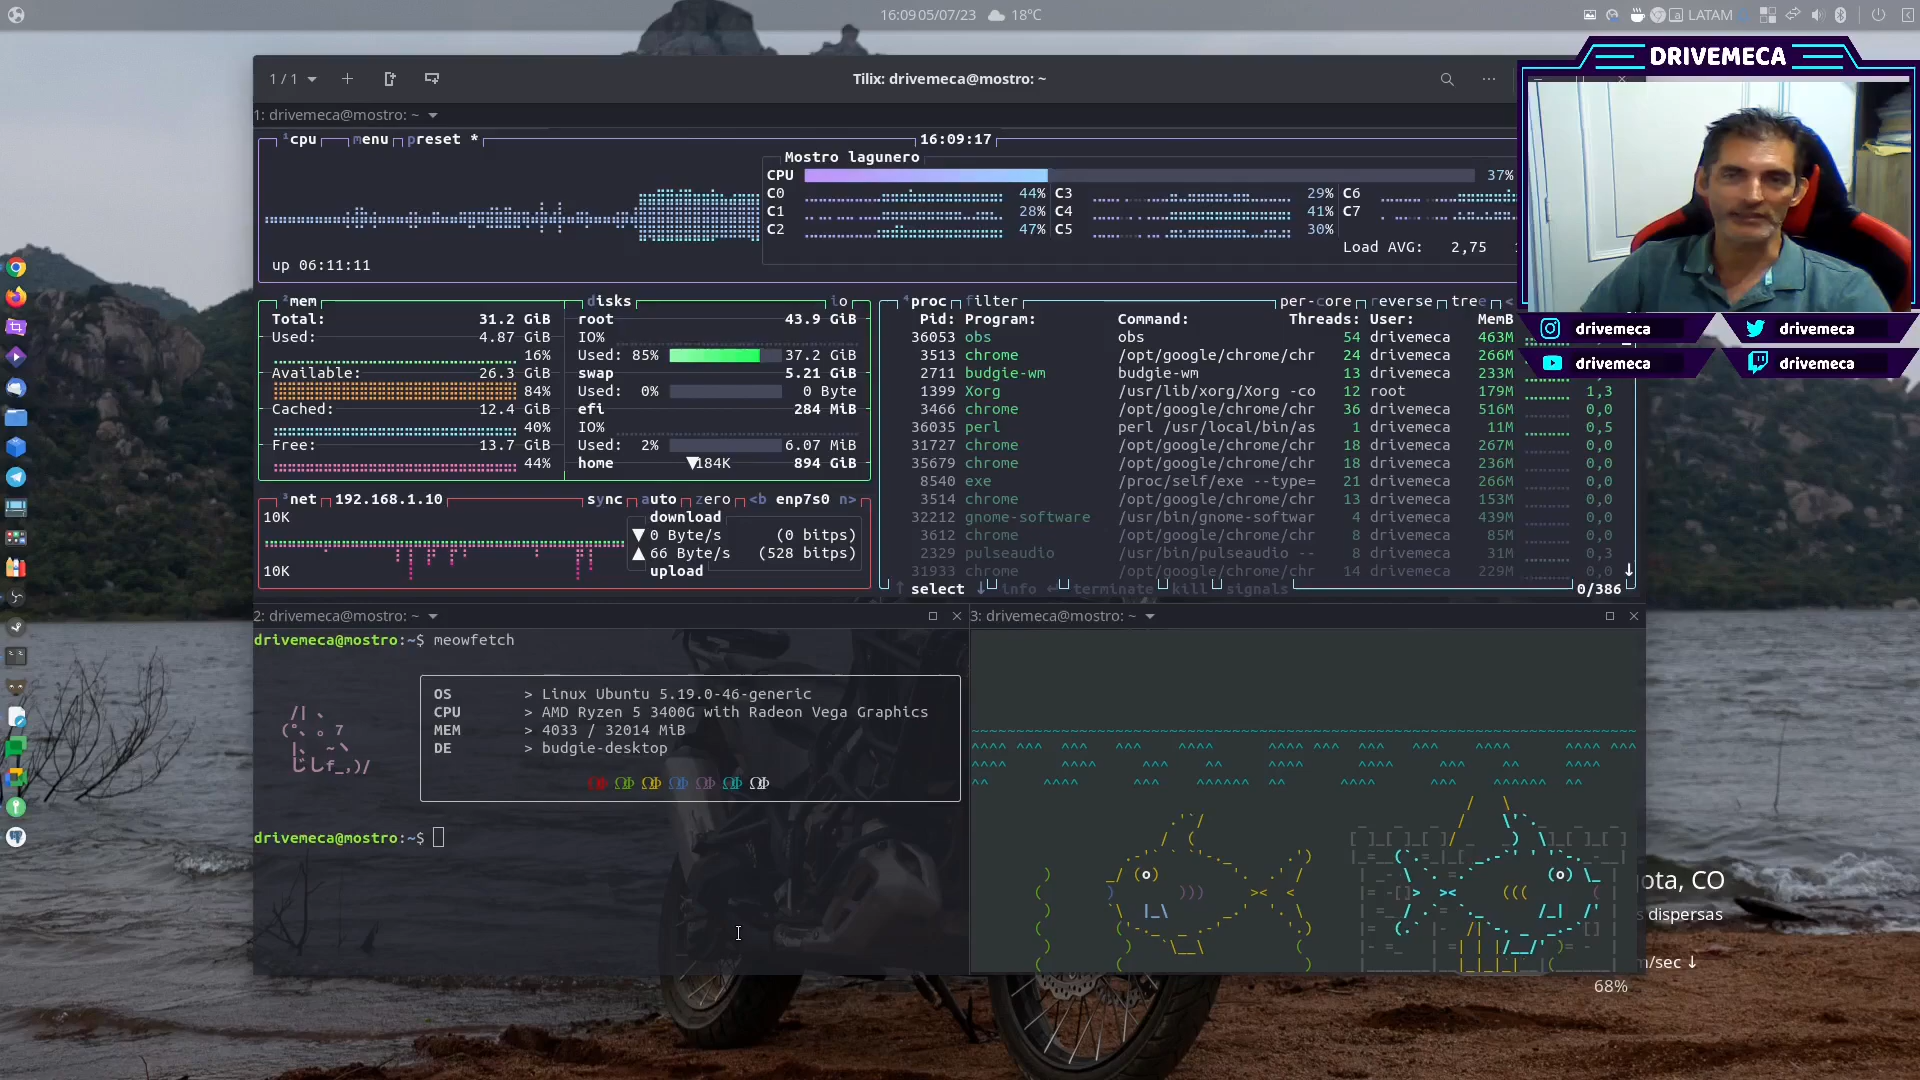 16:09 05/07/23 18°C
LATAM
DRIVEMECA
1 / 1
Tilix: drivemeca@mostro: ~
1: drivemeca@mostro: ~
¹cpu menu preset * 16:09:17
Mostro lagunero
CPU 37%
C0 44% C3 29% C6
C1 28% C4 41% C7
C2 47% C5 30%
Load AVG: 2,75
up 06:11:11
²mem disks io
Total: 31.2 GiB root 43.9 GiB
Used: 4.87 GiB IO%
16% Used: 85% 37.2 GiB
Available: 26.3 GiB swap 5.21 GiB
84% Used: 0% 0 Byte
Cached: 12.4 GiB efi 284 MiB
40% IO%
Free: 13.7 GiB Used: 2% 6.07 MiB
44% home ▼184K 894 GiB
³net 192.168.1.10 sync auto zero <b enp7s0 n>
10K download
▼ 0 Byte/s (0 bitps)
▲ 66 Byte/s (528 bitps)
10K upload
⁴proc filter per-core reverse tree <
Pid: Program: Command: Threads: User: MemB
36053 obs obs 54 drivemeca 463M
3513 chrome /opt/google/chrome/chr 24 drivemeca 266M
2711 budgie-wm budgie-wm 13 drivemeca 233M
1399 Xorg /usr/lib/xorg/Xorg -co 12 root 179M 1,3
3466 chrome /opt/google/chrome/chr 36 drivemeca 516M 0,0
36035 perl perl /usr/local/bin/as 1 drivemeca 11M 0,5
31727 chrome /opt/google/chrome/chr 18 drivemeca 267M 0,0
35679 chrome /opt/google/chrome/chr 18 drivemeca 236M 0,0
8540 exe /proc/self/exe --type= 21 drivemeca 266M 0,0
3514 chrome /opt/google/chrome/chr 13 drivemeca 153M 0,0
32212 gnome-software /usr/bin/gnome-softwar 4 drivemeca 439M 0,0
3612 chrome /opt/google/chrome/chr 8 drivemeca 85M 0,0
2329 pulseaudio /usr/bin/pulseaudio -- 8 drivemeca 31M 0,3
31933 chrome /opt/google/chrome/chr 14 drivemeca 229M 0,0
↑ select ↓ info ↵ terminate kill signals 0/386
drivemeca drivemeca
drivemeca drivemeca
2: drivemeca@mostro: ~
drivemeca@mostro:~$ meowfetch
OS > Linux Ubuntu 5.19.0-46-generic
CPU > AMD Ryzen 5 3400G with Radeon Vega Graphics
MEM > 4033 / 32014 MiB
DE > budgie-desktop
drivemeca@mostro:~$
3: drivemeca@mostro: ~
ota, CO
s dispersas
m/sec ↓
68%